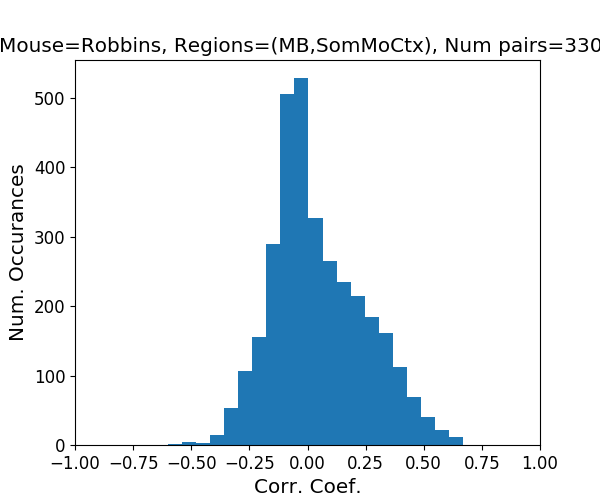 Mouse=Robbins, Regions=(MB,SomMoCtx), Num pairs=330
500
400
300
200
100
0
Num. Occurances
−1.00 −0.75 −0.50 −0.25 0.00 0.25 0.50 0.75 1.00
Corr. Coef.